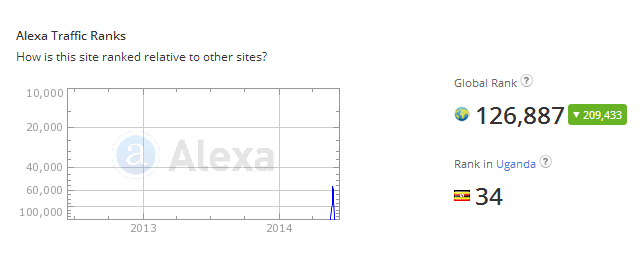 Alexa Traffic Ranks
How is this site ranked relative to other sites?
10,000
20,000
40,000
60,000
100,000
a Alexa
2013
2014
Global Rank ?
126,887 ▼ 209,433
Rank in Uganda ?
34